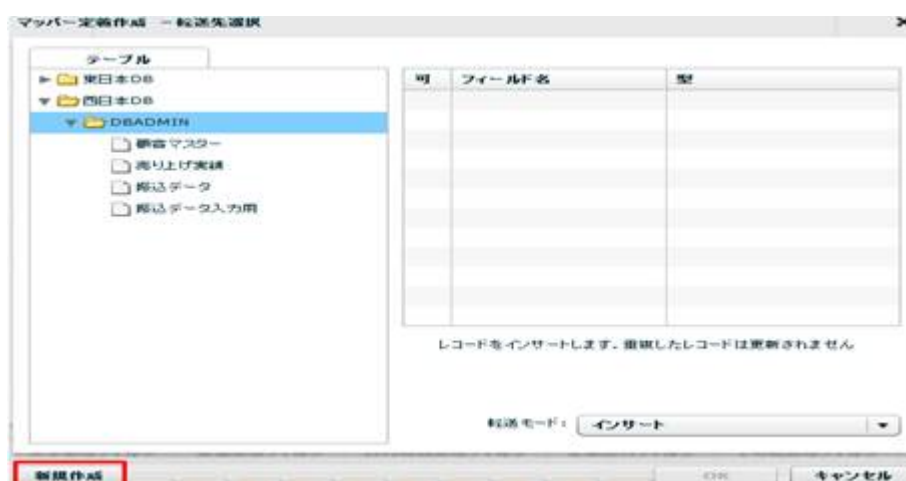 マッパー定義作成 －転送先選択
テーブル
東日本DB
西日本DB
DBADMIN
顧客マスター
売り上げ実績
振込データ
振込データ入力用
可 フィールド名 型
レコードをインサートします．重複したレコードは更新されません
転送モード： インサート
新規作成
OK キャンセル